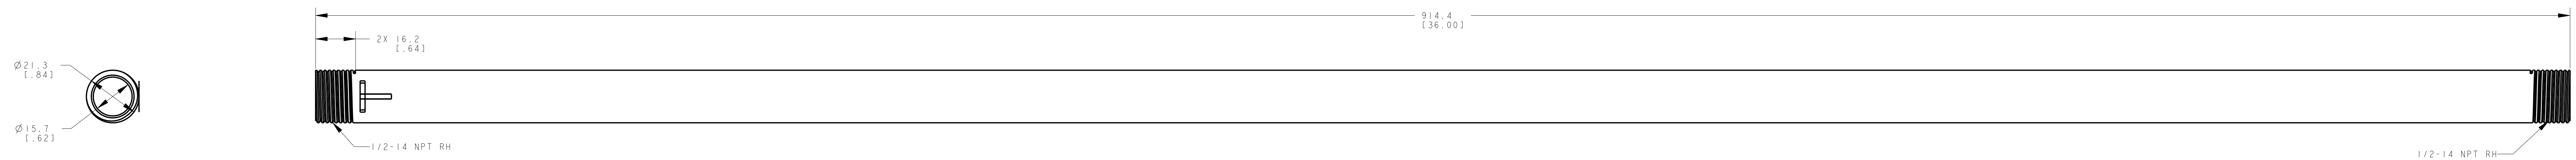 914.4
[36.00]
2X 16.2
[.64]
Ø21.3
[.84]
Ø15.7
[.62]
1/2-14 NPT RH
1/2-14 NPT RH